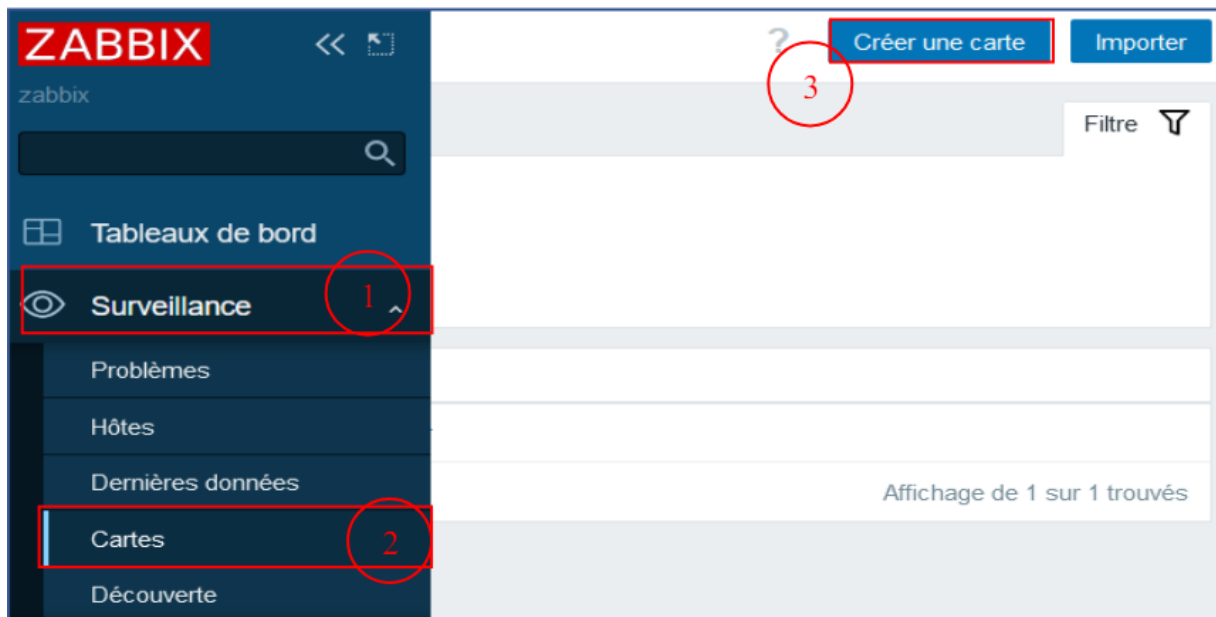 ZABBIX
zabbix
Tableaux de bord
Surveillance 1
Problèmes
Hôtes
Dernières données
Cartes 2
Découverte
? Créer une carte Importer
3
Filtre
Affichage de 1 sur 1 trouvés